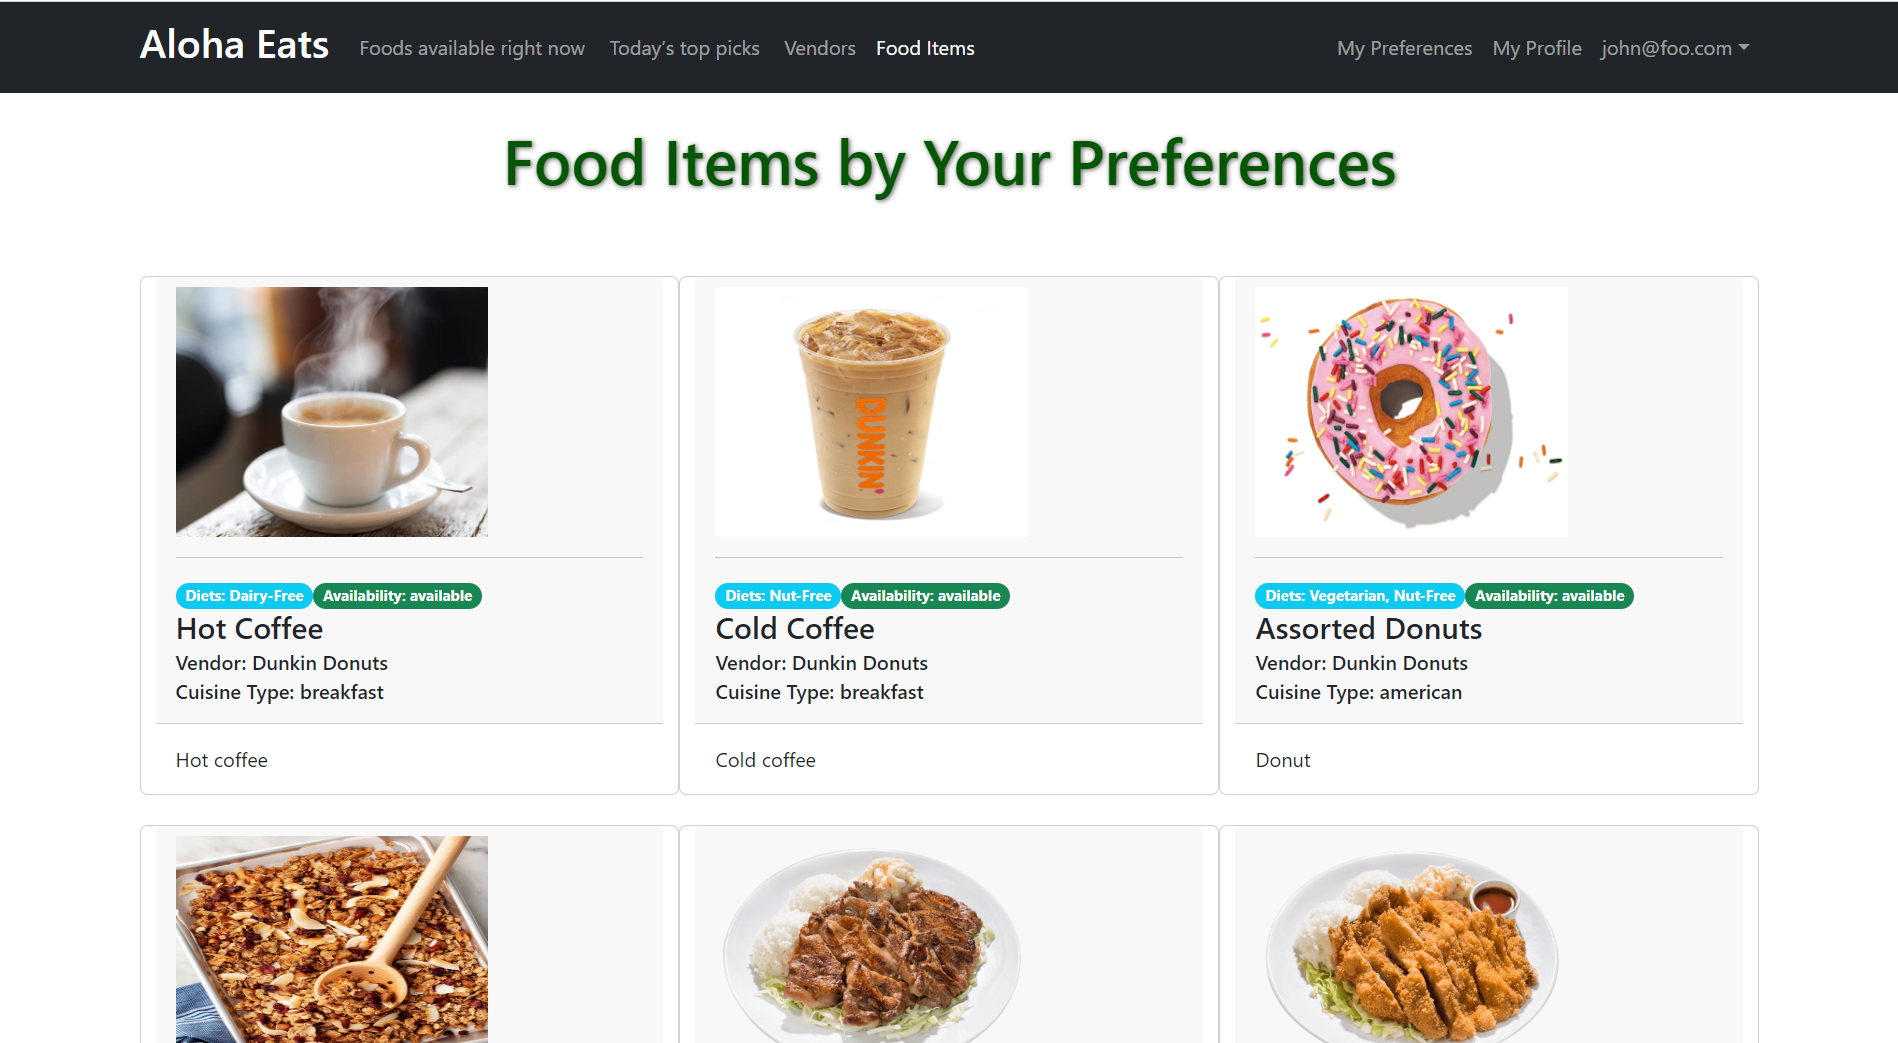 Aloha Eats Foods available right now Today's top picks Vendors Food Items My Preferences My Profile john@foo.com
Food Items by Your Preferences
DUNKIN'
Diets: Dairy-Free Availability: available
Hot Coffee
Vendor: Dunkin Donuts
Cuisine Type: breakfast
Hot coffee
Diets: Nut-Free Availability: available
Cold Coffee
Vendor: Dunkin Donuts
Cuisine Type: breakfast
Cold coffee
Diets: Vegetarian, Nut-Free Availability: available
Assorted Donuts
Vendor: Dunkin Donuts
Cuisine Type: american
Donut